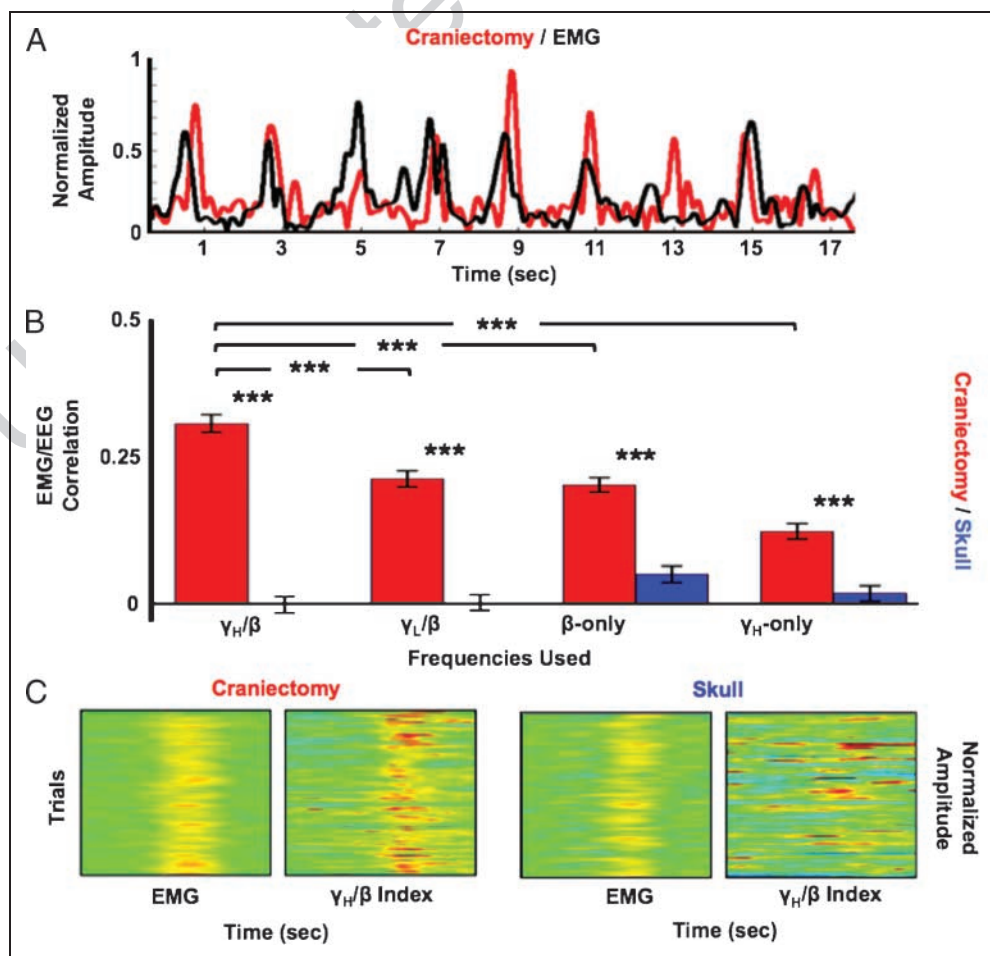 A
Craniectomy / EMG
Normalized
Amplitude
1
0.5
0
1 3 5 7 9 11 13 15 17
Time (sec)
B
EMG/EEG
Correlation
0.5
0.25
0
***
***
***
***
***
***
***
γH/β γL/β β-only γH-only
Frequencies Used
Craniectomy / Skull
C
Craniectomy Skull
Trials
Normalized
Amplitude
EMG γH/β Index EMG γH/β Index
Time (sec) Time (sec)